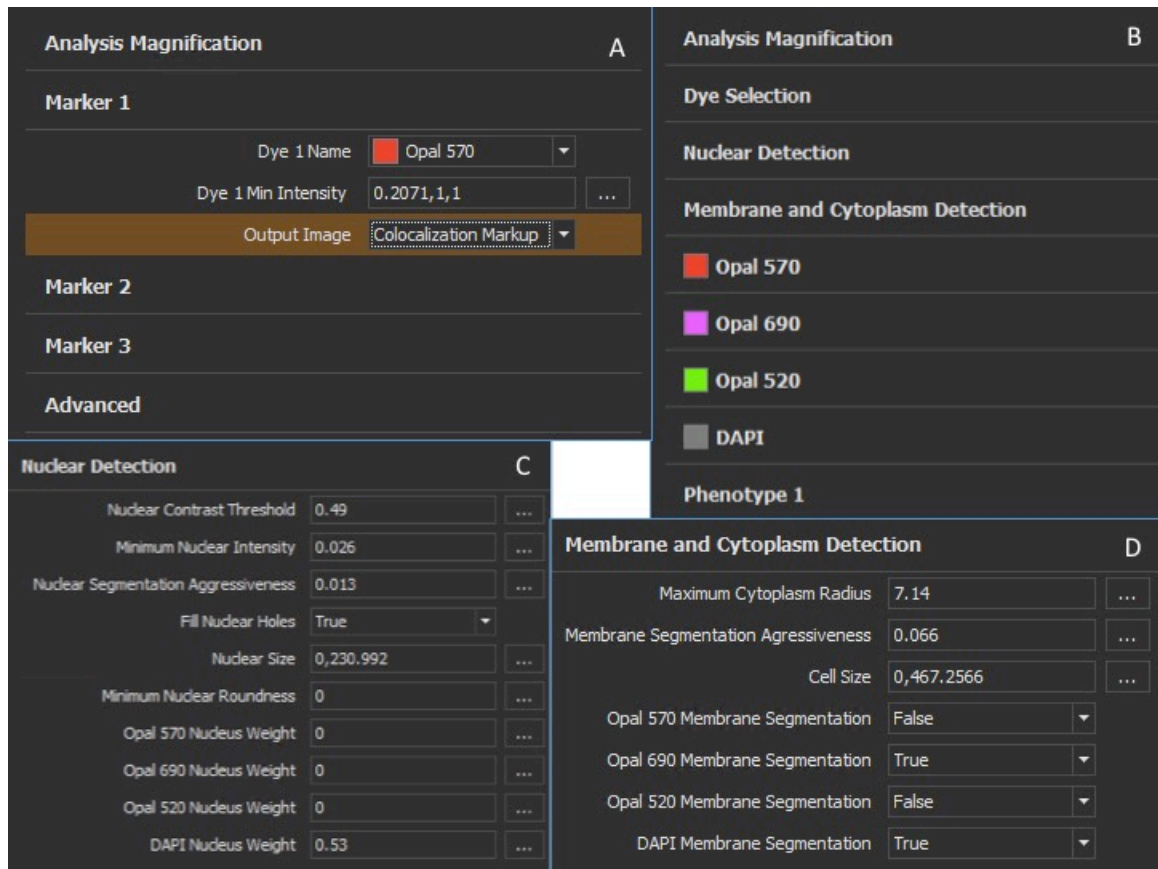 Analysis Magnification
A
Marker 1
Dye 1 Name Opal 570
Dye 1 Min Intensity 0.2071,1,1 ...
Output Image Colocalization Markup
Marker 2
Marker 3
Advanced
Analysis Magnification
B
Dye Selection
Nuclear Detection
Membrane and Cytoplasm Detection
Opal 570
Opal 690
Opal 520
DAPI
Phenotype 1
Nuclear Detection
C
Nuclear Contrast Threshold 0.49 ...
Minimum Nuclear Intensity 0.026 ...
Nuclear Segmentation Aggressiveness 0.013 ...
Fill Nuclear Holes True
Nuclear Size 0,230.992 ...
Minimum Nuclear Roundness 0 ...
Opal 570 Nucleus Weight 0 ...
Opal 690 Nucleus Weight 0 ...
Opal 520 Nucleus Weight 0 ...
DAPI Nucleus Weight 0.53 ...
Membrane and Cytoplasm Detection
D
Maximum Cytoplasm Radius 7.14 ...
Membrane Segmentation Agressiveness 0.066 ...
Cell Size 0,467.2566 ...
Opal 570 Membrane Segmentation False
Opal 690 Membrane Segmentation True
Opal 520 Membrane Segmentation False
DAPI Membrane Segmentation True